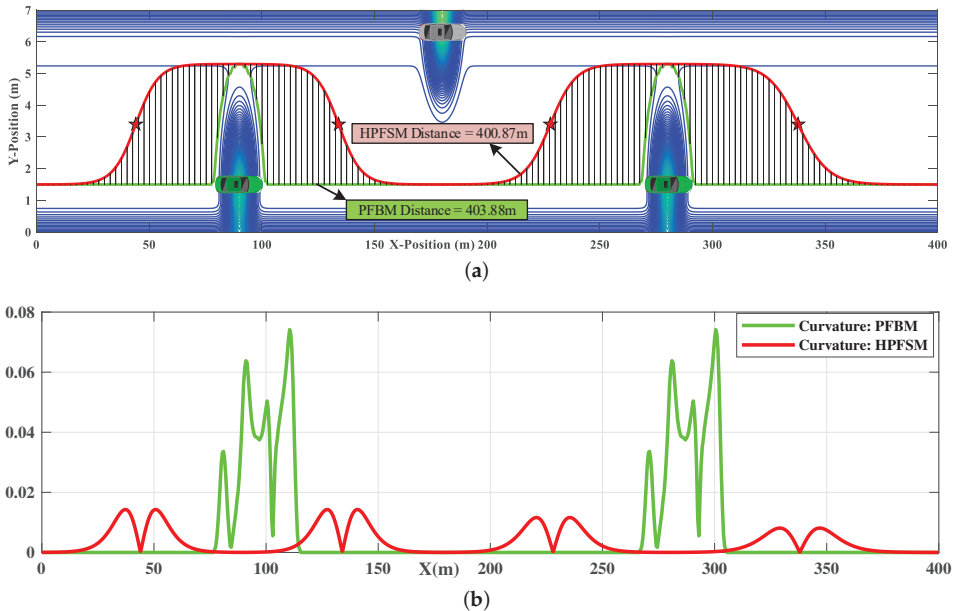 7
6
5
4
3
2
1
0
Y-Position (m)
HPFSM Distance = 400.87m
PFBM Distance = 403.88m
0 50 100 150 X-Position (m) 200 250 300 350 400
(a)
0.08
0.06
0.04
0.02
0
Curvature: PFBM
Curvature: HPFSM
0 50 100 150 X(m) 200 250 300 350 400
(b)